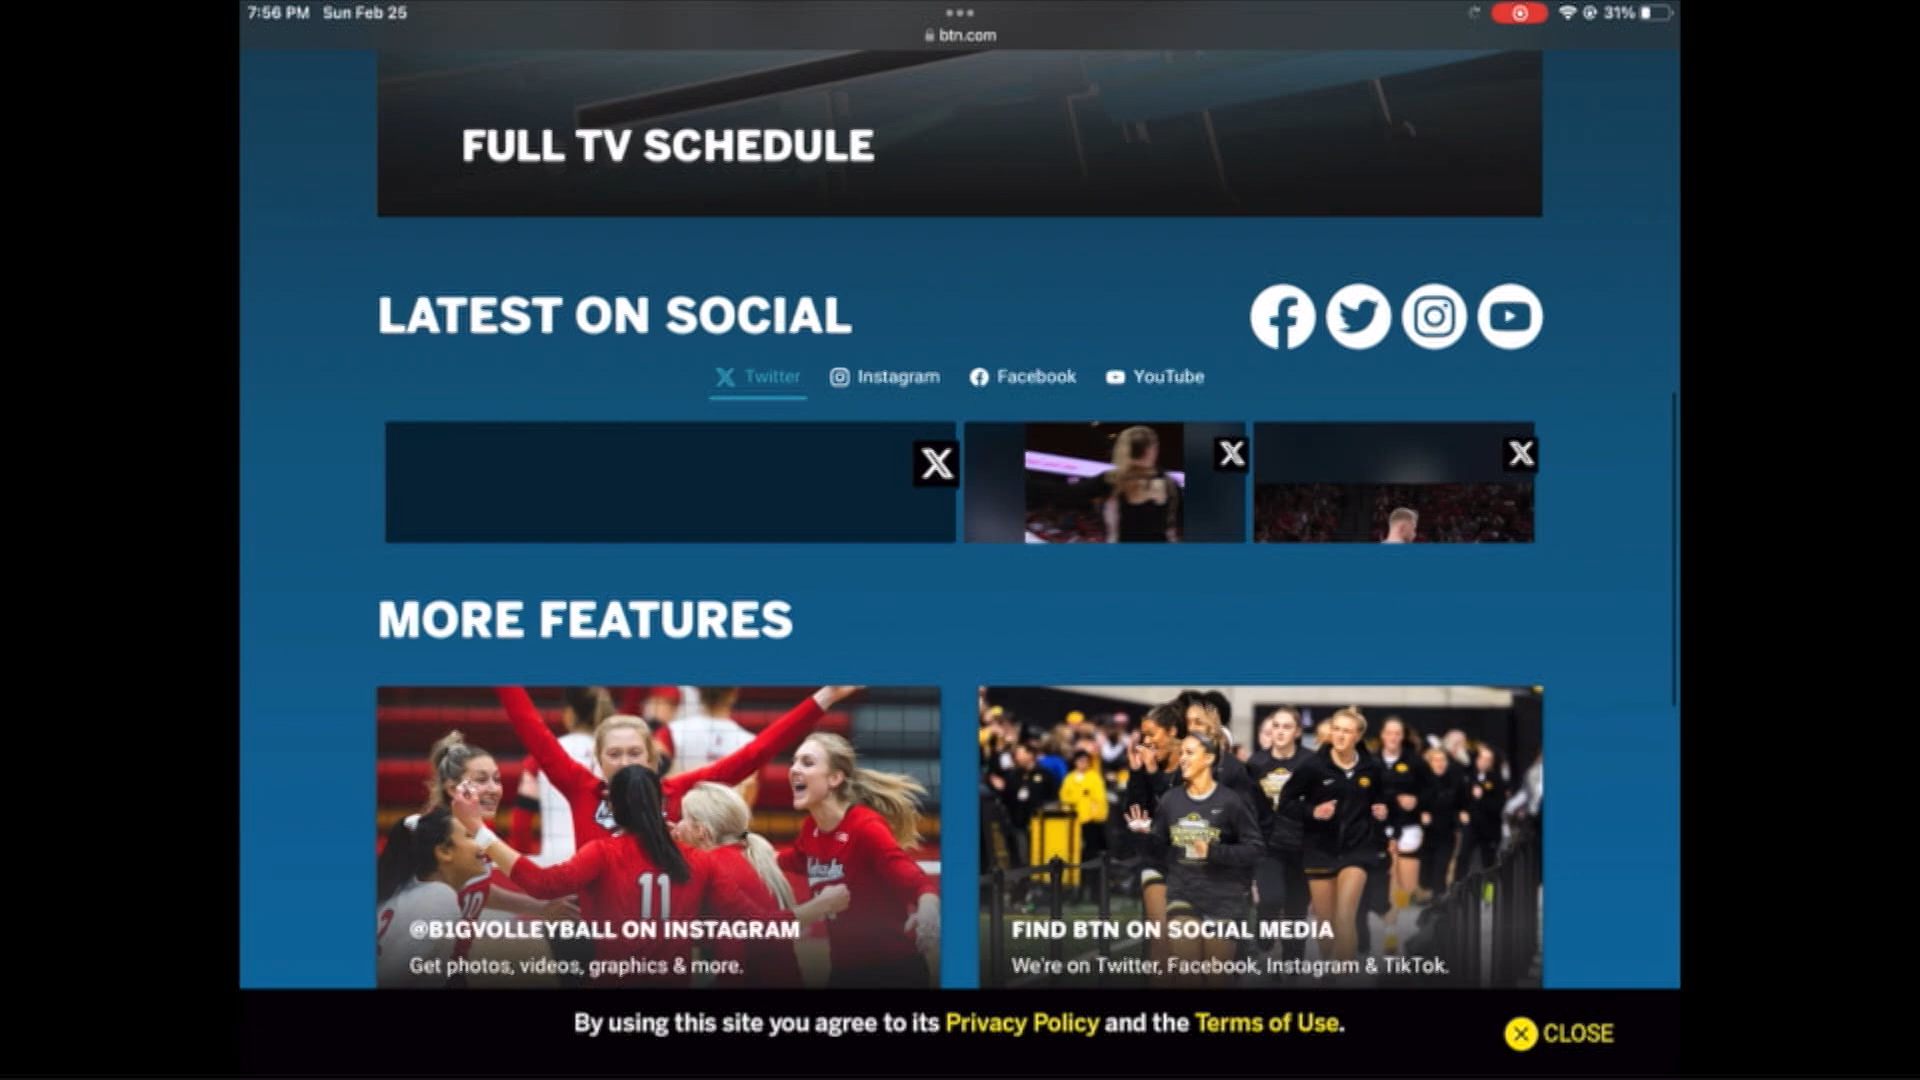 7:56 PM Sun Feb 25
31%
btn.com
FULL TV SCHEDULE
LATEST ON SOCIAL
Twitter Instagram Facebook YouTube
MORE FEATURES
11
@B1GVOLLEYBALL ON INSTAGRAM
Get photos, videos, graphics & more.
FIND BTN ON SOCIAL MEDIA
We're on Twitter, Facebook, Instagram & TikTok.
By using this site you agree to its Privacy Policy and the Terms of Use.
CLOSE